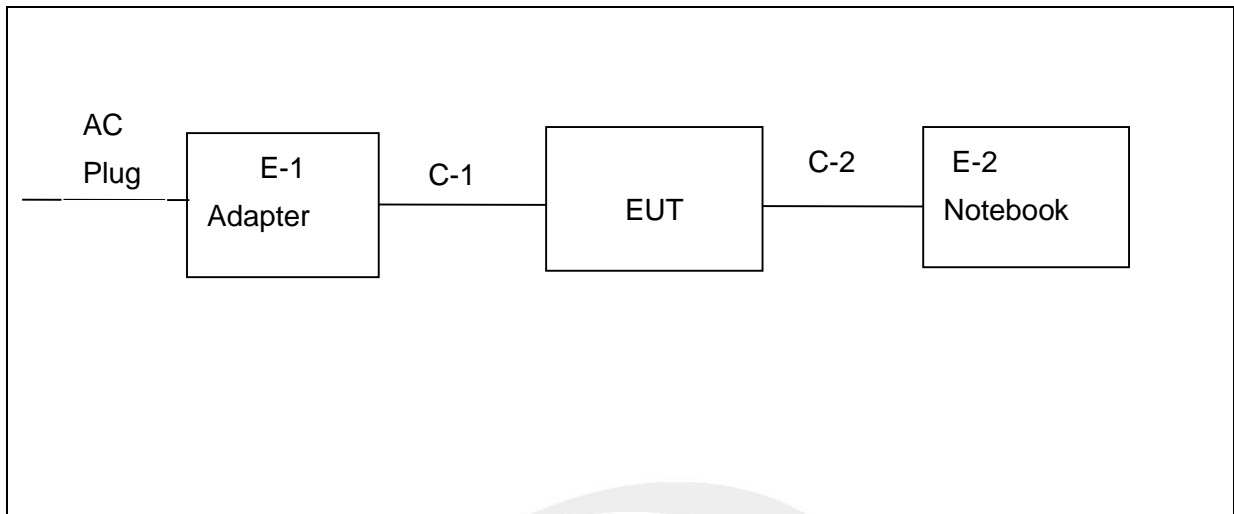 AC
Plug
E-1
Adapter
C-1
EUT
C-2
E-2
Notebook